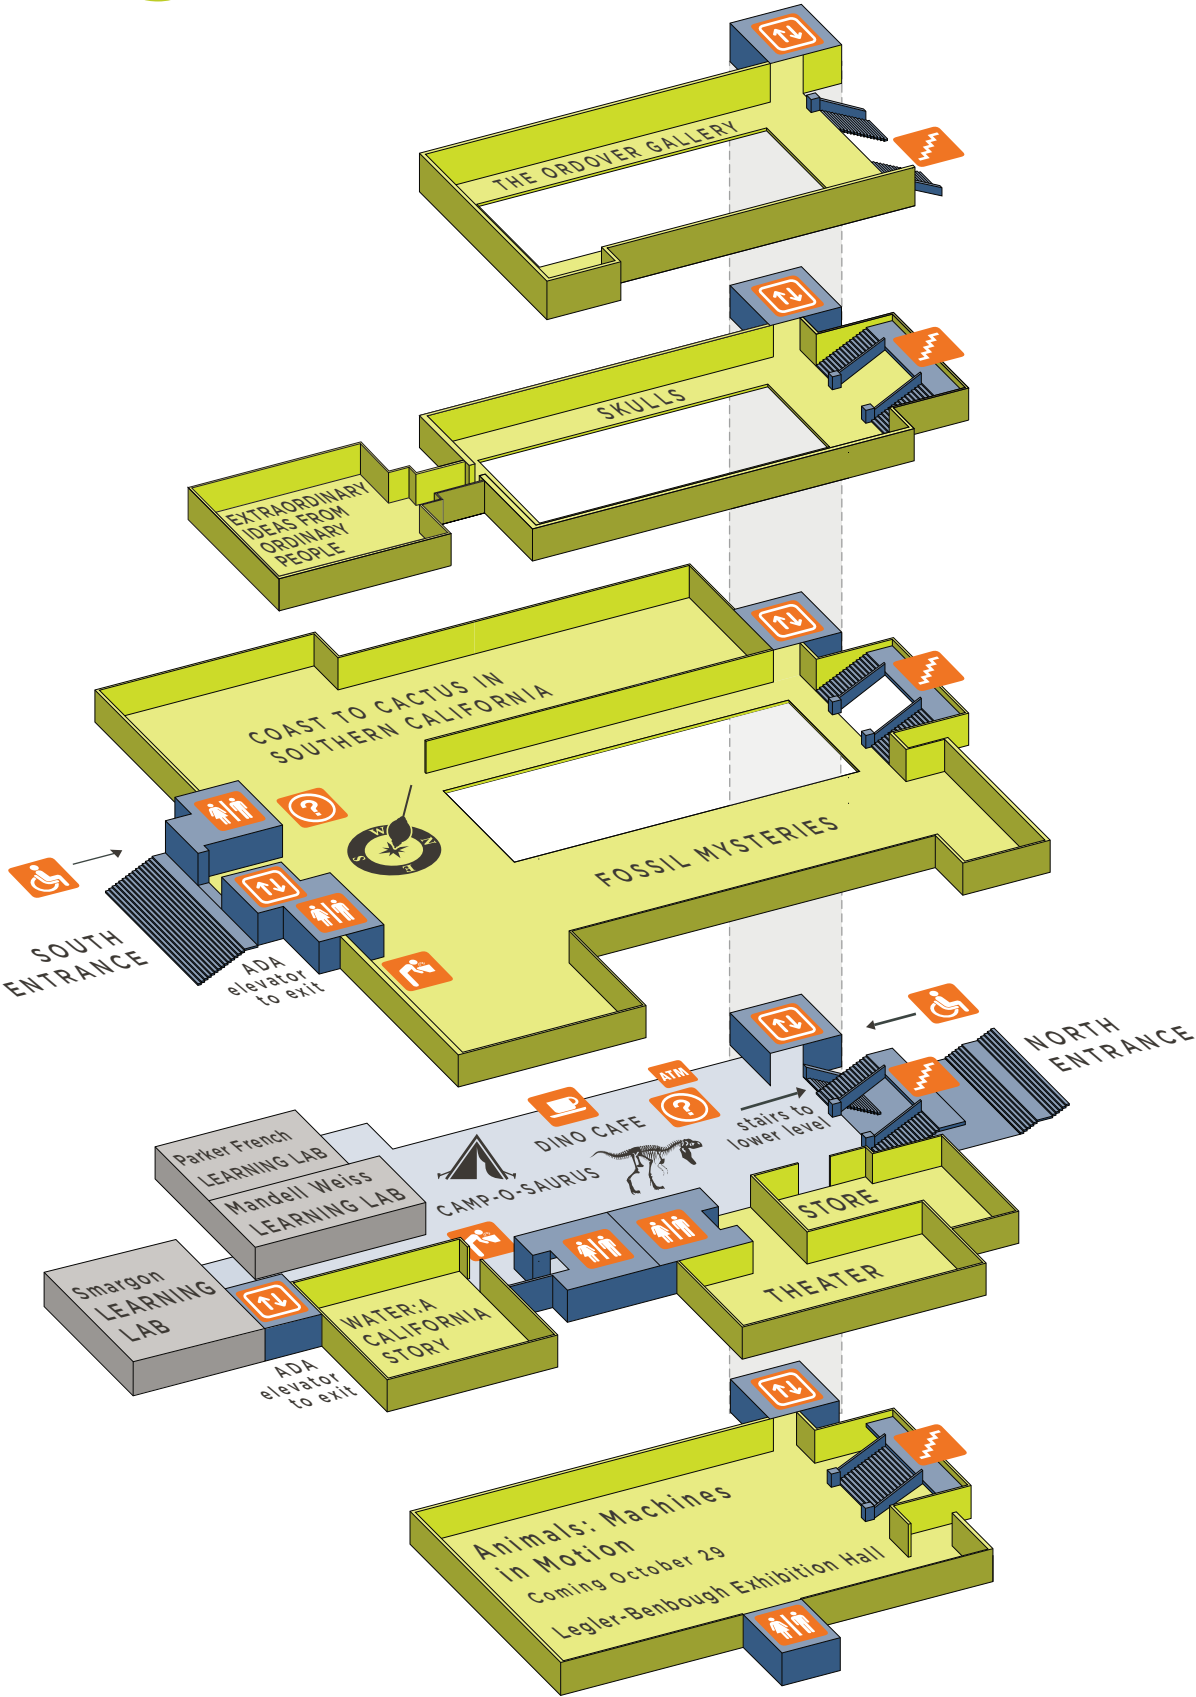 THE ORDOVER GALLERY
SKULLS
EXTRAORDINARY
IDEAS FROM
ORDINARY
PEOPLE
COAST TO CACTUS IN
SOUTHERN CALIFORNIA
?
W
N
S
E
FOSSIL MYSTERIES
SOUTH
ENTRANCE
ADA
elevator
to exit
NORTH
ENTRANCE
ATM
?
DINO CAFE
stairs to
lower level
Parker French
LEARNING LAB
Mandell Weiss
LEARNING LAB
CAMP-O-SAURUS
STORE
THEATER
Smargon
LEARNING
LAB
WATER: A
CALIFORNIA
STORY
ADA
elevator
to exit
Animals: Machines
in Motion
Coming October 29
Legler-Benbough Exhibition Hall